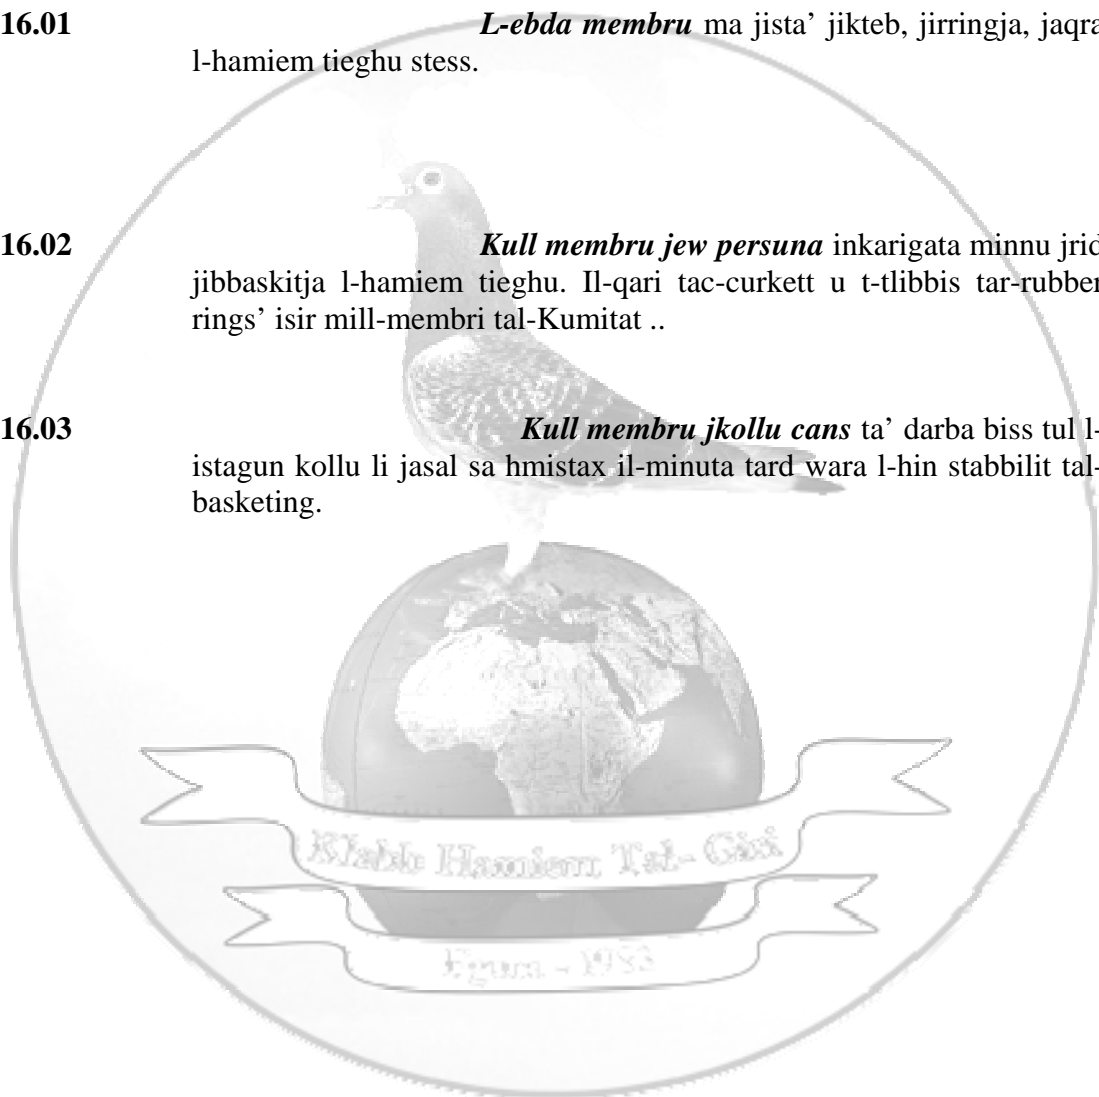 16.01 L-ebda membru ma jista' jikteb, jirringja, jaqra
l-hamiem tieghu stess.
16.02 Kull membru jew persuna inkarigata minnu jrid
jibbaskitja l-hamiem tieghu. Il-qari tac-curkett u t-tlibbis tar-rubber
rings' isir mill-membri tal-Kumitat ..
16.03 Kull membru jkollu cans ta' darba biss tul l-
istagun kollu li jasal sa hmistax il-minuta tard wara l-hin stabbilit tal-
basketing.
Klabb Hamiem Tal- Giri
Fgura - 1983